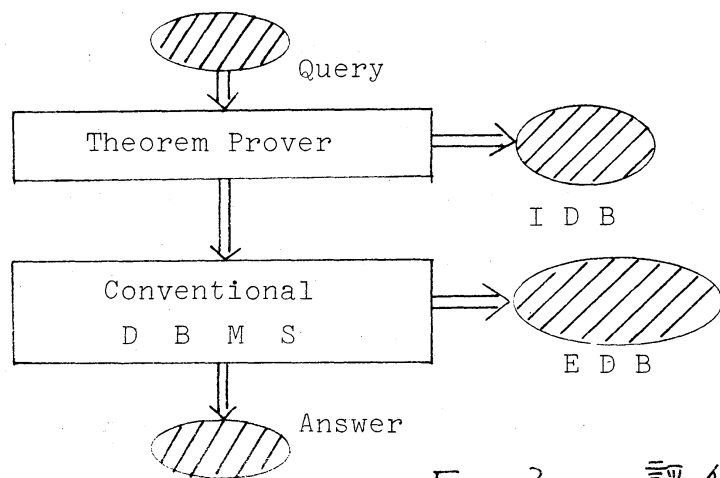 Query
Theorem Prover
I D B
Conventional
D B M S
E D B
Answer